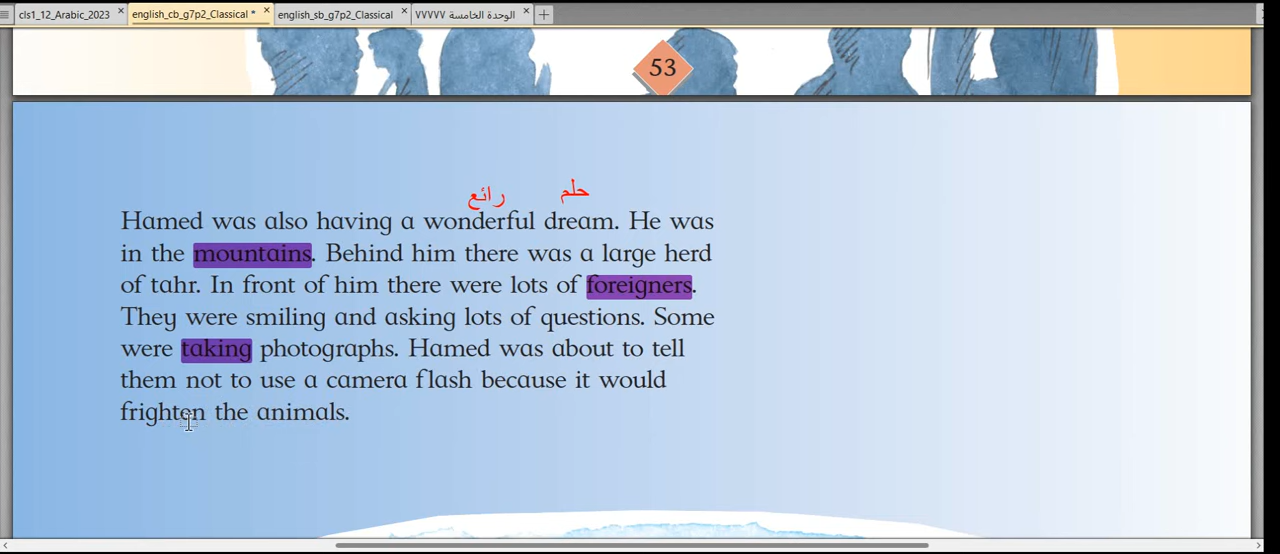 cls1_12_Arabic_2023
english_cb_g7p2_Classical *
english_sb_g7p2_Classical
الوحدة الخامسة ٧٧٧٧٧
53
رائع
حلم
Hamed was also having a wonderful dream. He was
in the mountains. Behind him there was a large herd
of tahr. In front of him there were lots of foreigners.
They were smiling and asking lots of questions. Some
were taking photographs. Hamed was about to tell
them not to use a camera flash because it would
frighten the animals.